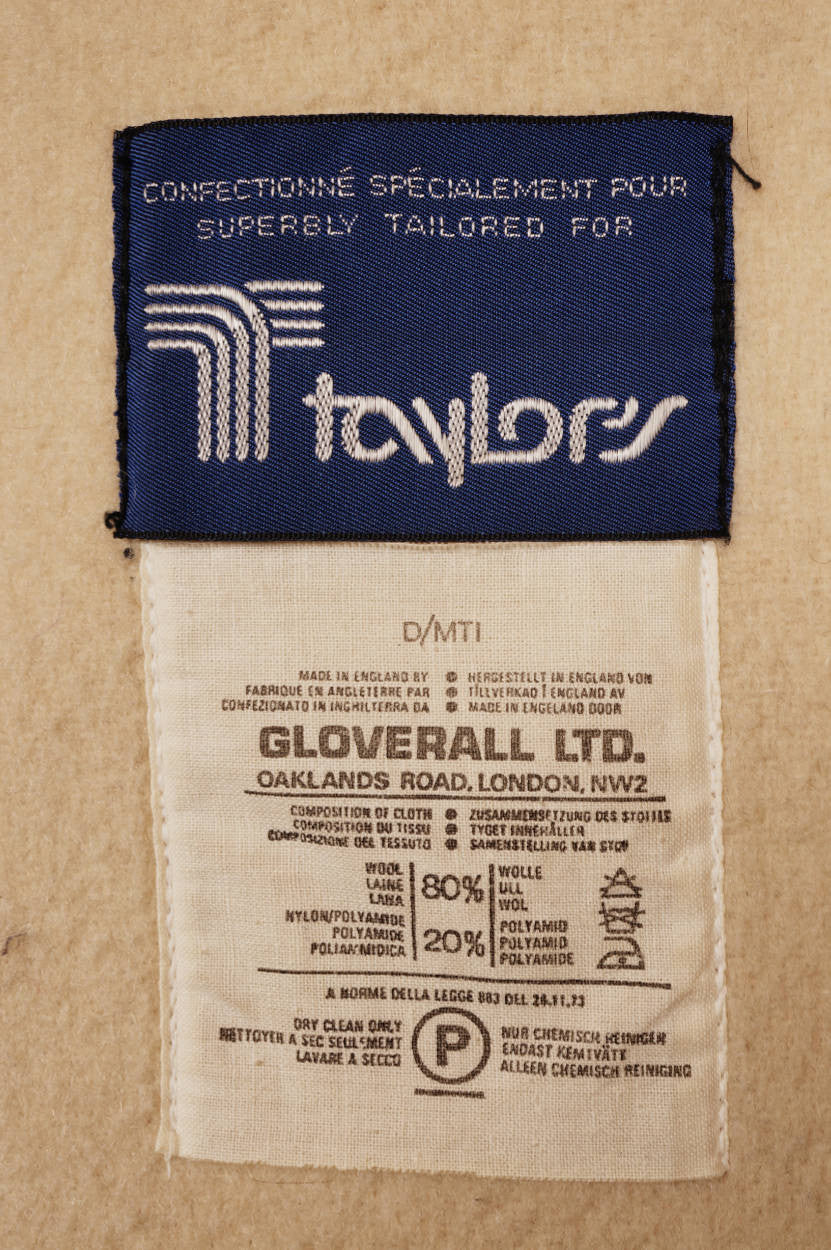 CONFECTIONNÉ SPÉCIALEMENT POUR
SUPERBLY TAILORED FOR
T taylor's
D/MTI
MADE IN ENGLAND BY ● HERGESTELLT IN ENGLAND VON
FABRIQUE EN ANGLETERRE PAR ● TILLVERKAD I ENGLAND AV
CONFEZIONATO IN INGHILTERRA DA ● MADE IN ENGELAND DOOR
GLOVERALL LTD.
OAKLANDS ROAD, LONDON, NW2
COMPOSITION OF CLOTH ● ZUSAMMENSETZUNG DES STOFFES
COMPOSITION DU TISSU ● TYGET INNEHÅLLER
COMPOSIZIONE DEL TESSUTO ● SAMENSTELLING VAN STOF
WOOL
LAINE
LANA
80%
WOLLE
ULL
WOL
NYLON/POLYAMIDE
POLYAMIDE
POLIAMMIDICA
20%
POLYAMID
POLYAMID
POLYAMIDE
A NORME DELLA LEGGE 883 DEL 26.11.73
DRY CLEAN ONLY
NETTOYER A SEC SEULEMENT
LAVARE A SECCO
P
NUR CHEMISCH REINIGEN
ENDAST KEMTVÄTT
ALLEEN CHEMISCH REINIGING